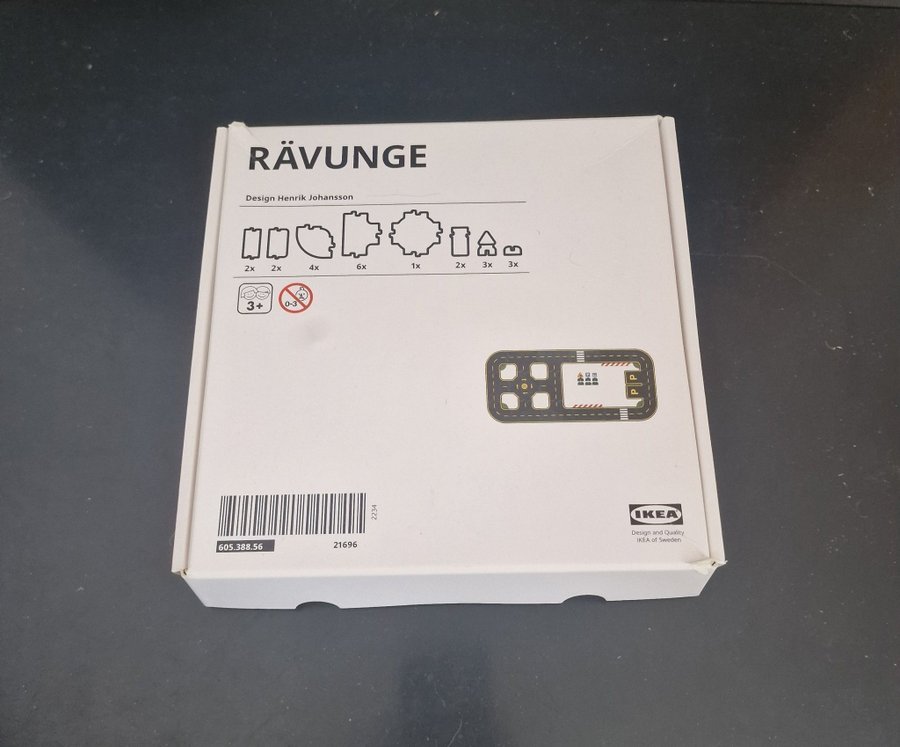 RÄVUNGE
Design Henrik Johansson
2x 2x 4x 6x 1x 2x 3x 3x
3+ 0-3
P P
2234
605.388.56 21696
IKEA
Design and Quality
IKEA of Sweden